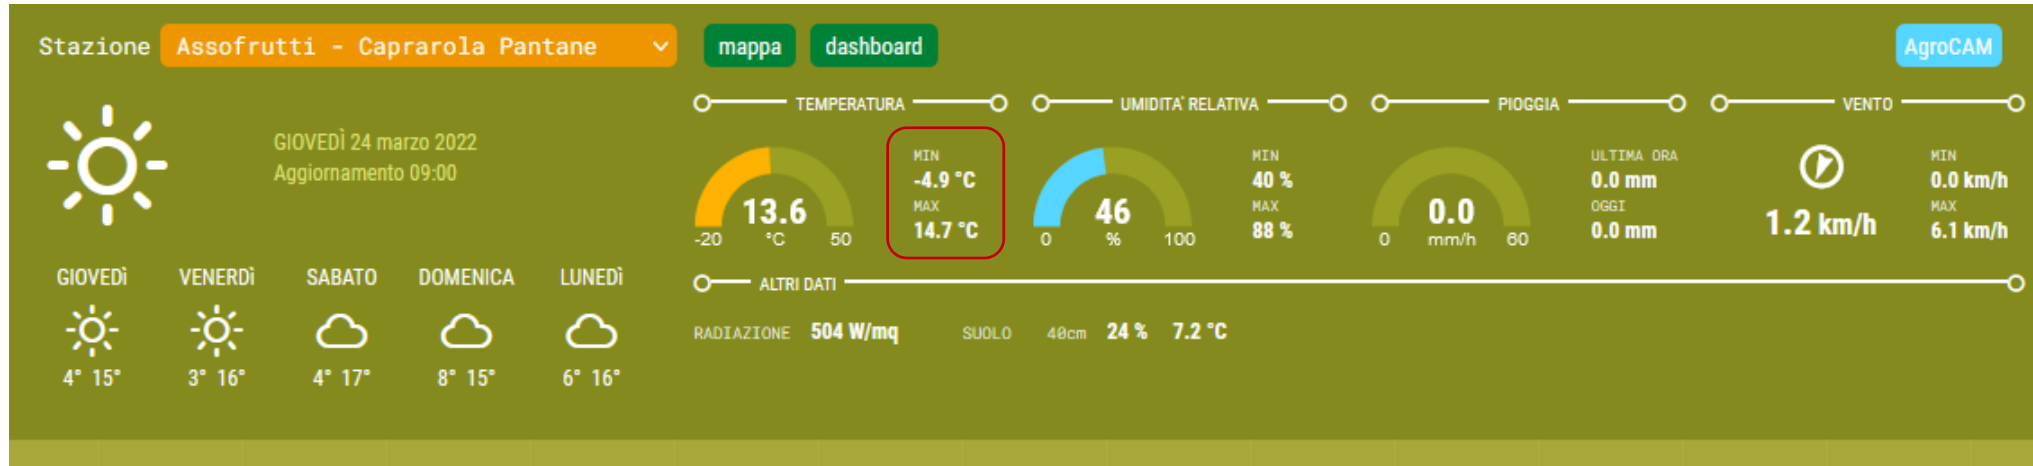 Stazione Assofrutti - Caprarola Pantane mappa dashboard AgroCAM
GIOVEDÌ 24 marzo 2022
Aggiornamento 09:00
GIOVEDÌ VENERDÌ SABATO DOMENICA LUNEDÌ
4° 15° 3° 16° 4° 17° 8° 15° 6° 16°
TEMPERATURA
13.6
°C
-20 50
MIN
-4.9 °C
MAX
14.7 °C
UMIDITA' RELATIVA
46
%
0 100
MIN
40 %
MAX
88 %
PIOGGIA
0.0
mm/h
0 60
ULTIMA ORA
0.0 mm
OGGI
0.0 mm
VENTO
1.2 km/h
MIN
0.0 km/h
MAX
6.1 km/h
ALTRI DATI
RADIAZIONE 504 W/mq SUOLO 40cm 24 % 7.2 °C